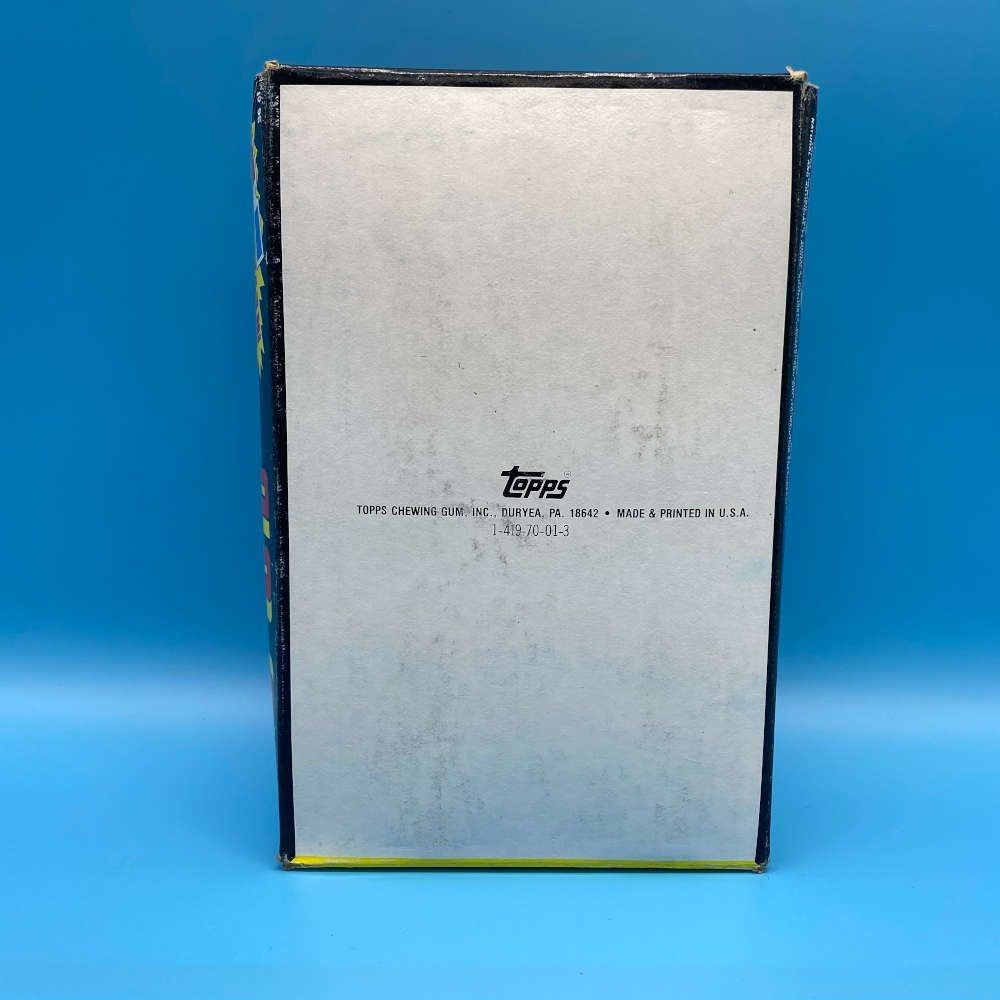 topps
TOPPS CHEWING GUM, INC., DURYEA, PA. 18642 • MADE & PRINTED IN U.S.A.
1-419-70-01-3